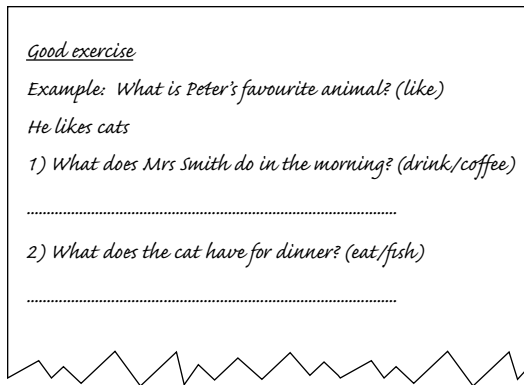 Good exercise
Example: What is Peter's favourite animal? (like)
He likes cats
1) What does Mrs Smith do in the morning? (drink/coffee)
.............................................................................................
2) What does the cat have for dinner? (eat/fish)
.............................................................................................